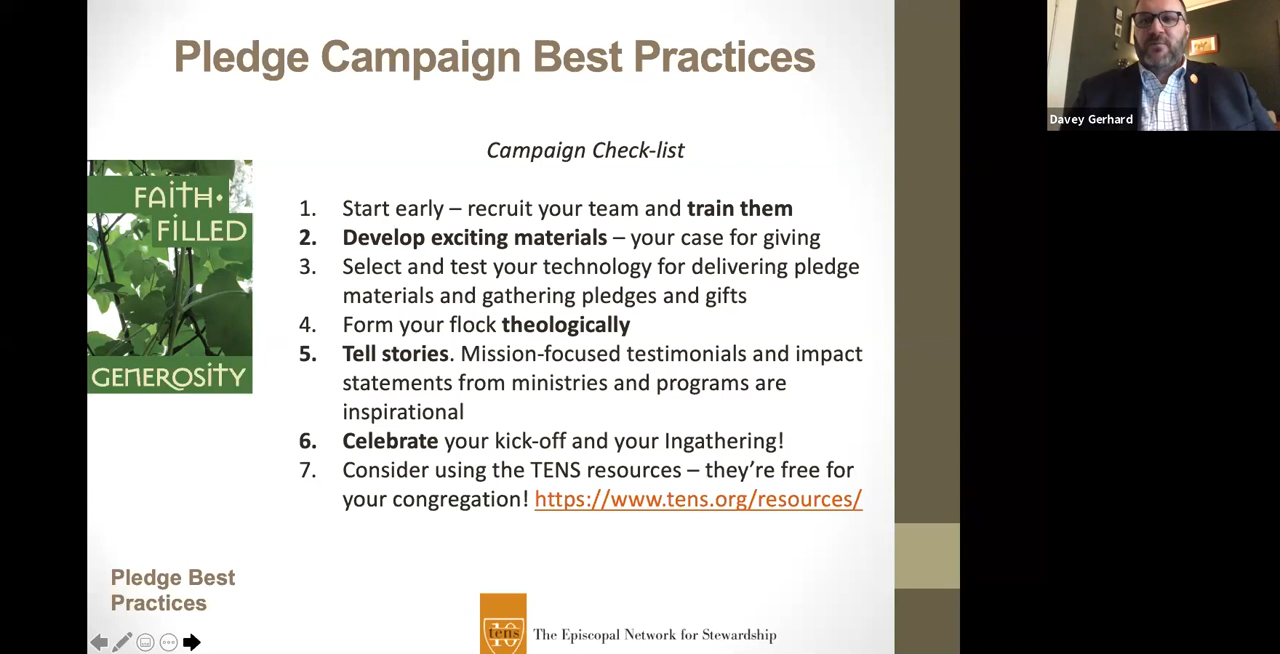 Pledge Campaign Best Practices
Davey Gerhard
Campaign Check-list
FAITH·
FILLED
GENEROSITY
1. Start early – recruit your team and train them
2. Develop exciting materials – your case for giving
3. Select and test your technology for delivering pledge
materials and gathering pledges and gifts
4. Form your flock theologically
5. Tell stories. Mission-focused testimonials and impact
statements from ministries and programs are
inspirational
6. Celebrate your kick-off and your Ingathering!
7. Consider using the TENS resources – they’re free for
your congregation! https://www.tens.org/resources/
Pledge Best
Practices
tens
The Episcopal Network for Stewardship